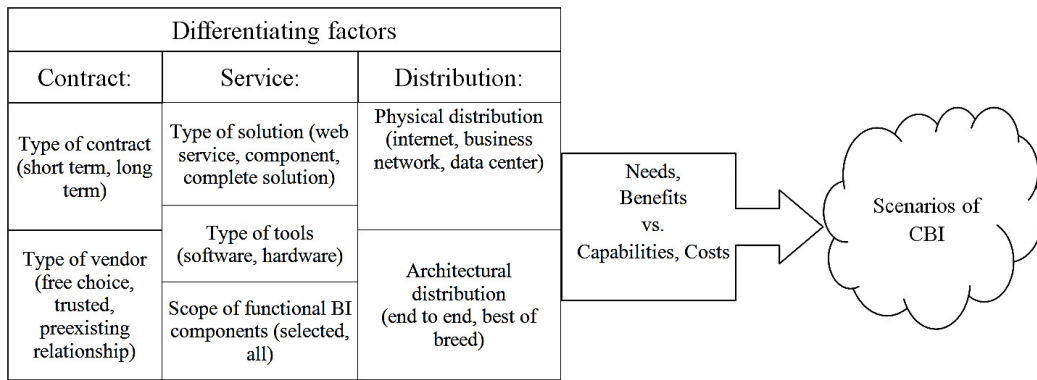 Differentiating factors
Contract:
Service:
Distribution:
Type of contract
(short term, long
term)
Type of vendor
(free choice,
trusted,
preexisting
relationship)
Type of solution (web
service, component,
complete solution)
Type of tools
(software, hardware)
Scope of functional BI
components (selected,
all)
Physical distribution
(internet, business
network, data center)
Architectural
distribution
(end to end, best of
breed)
Needs,
Benefits
vs.
Capabilities, Costs
Scenarios of
CBI